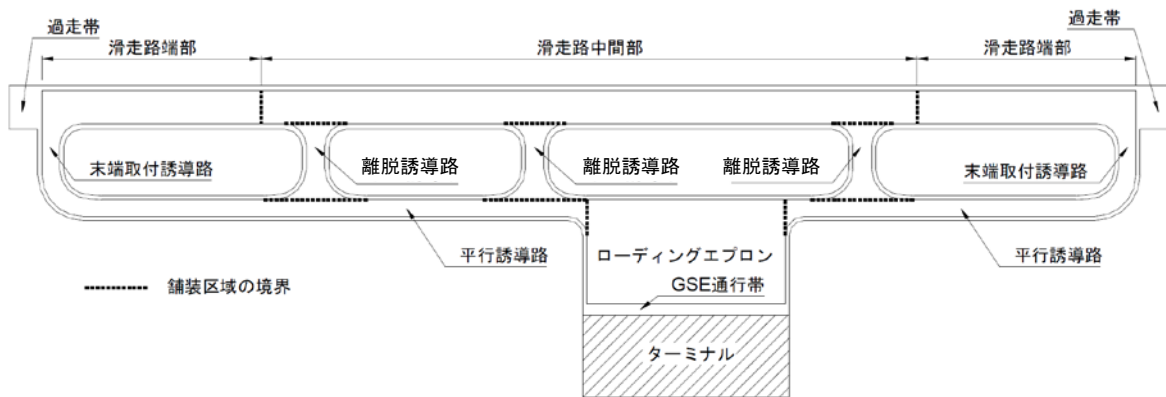 過走帯
過走帯
滑走路端部
滑走路中間部
滑走路端部
末端取付誘導路
離脱誘導路
離脱誘導路
離脱誘導路
末端取付誘導路
平行誘導路
ローディングエプロン
平行誘導路
舗装区域の境界
GSE通行帯
ターミナル